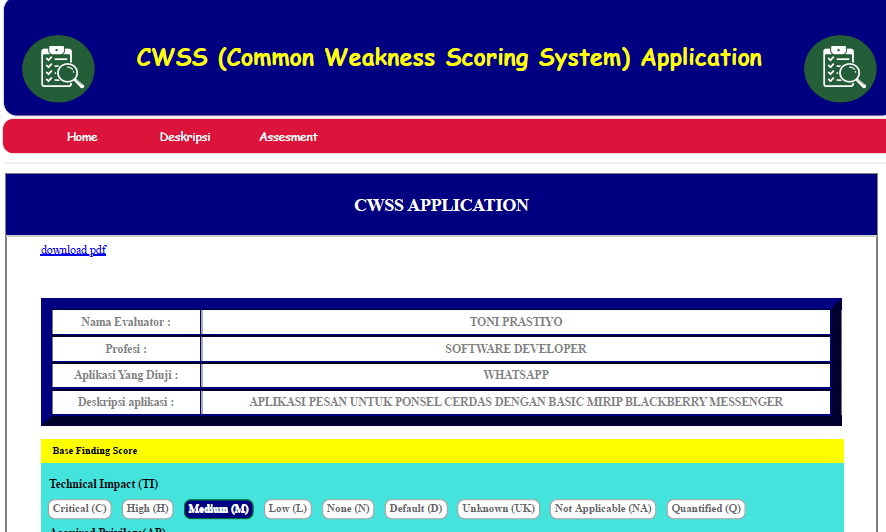 CWSS (Common Weakness Scoring System) Application
Home Deskripsi Assesment
CWSS APPLICATION
download pdf
Nama Evaluator : TONI PRASTIYO
Profesi : SOFTWARE DEVELOPER
Aplikasi Yang Diuji : WHATSAPP
Deskripsi aplikasi : APLIKASI PESAN UNTUK PONSEL CERDAS DENGAN BASIC MIRIP BLACKBERRY MESSENGER
Base Finding Score
Technical Impact (TI)
Critical (C) High (H) Medium (M) Low (L) None (N) Default (D) Unknown (UK) Not Applicable (NA) Quantified (Q)